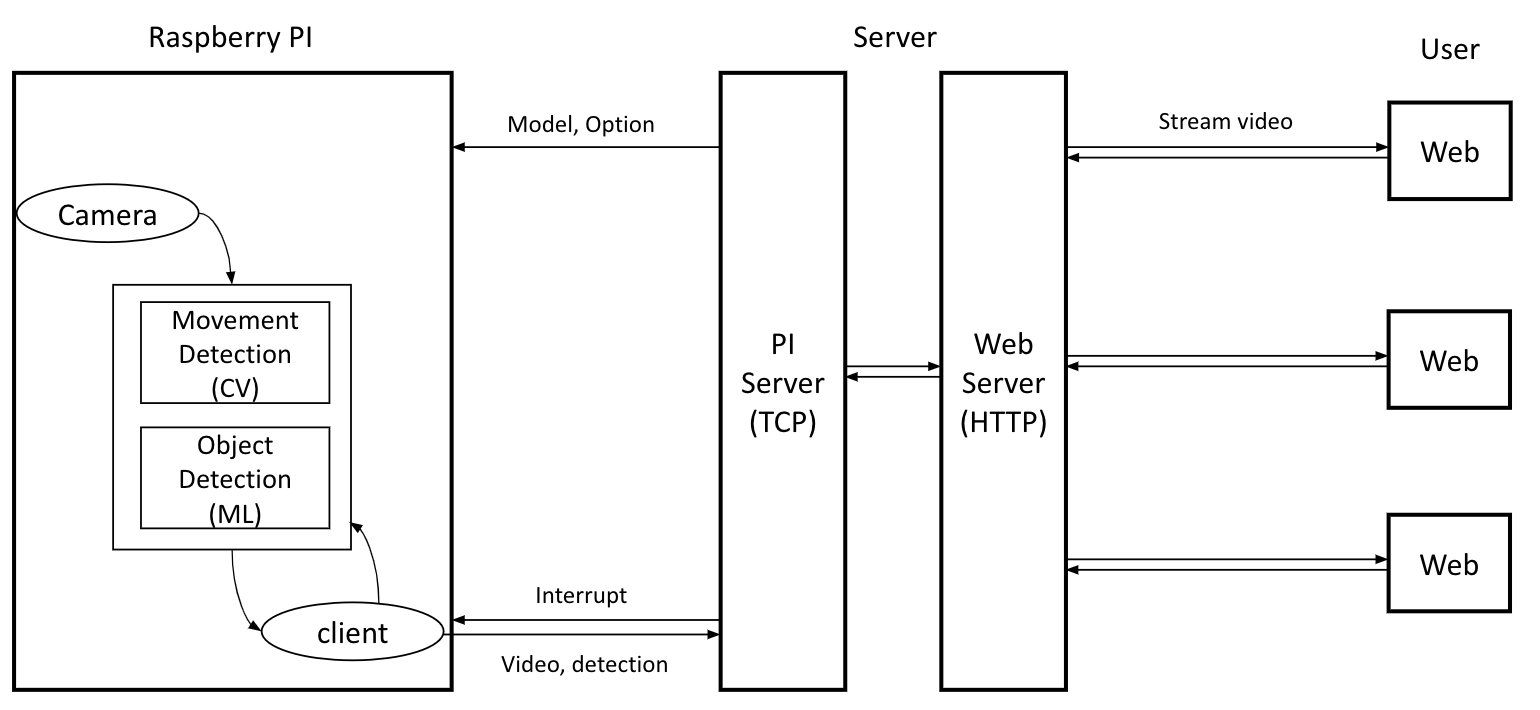 Raspberry PI
Server
User
Model, Option
Stream video
Web
Camera
Movement
Detection
(CV)
PI
Server
(TCP)
Web
Server
(HTTP)
Web
Object
Detection
(ML)
Web
Interrupt
client
Video, detection